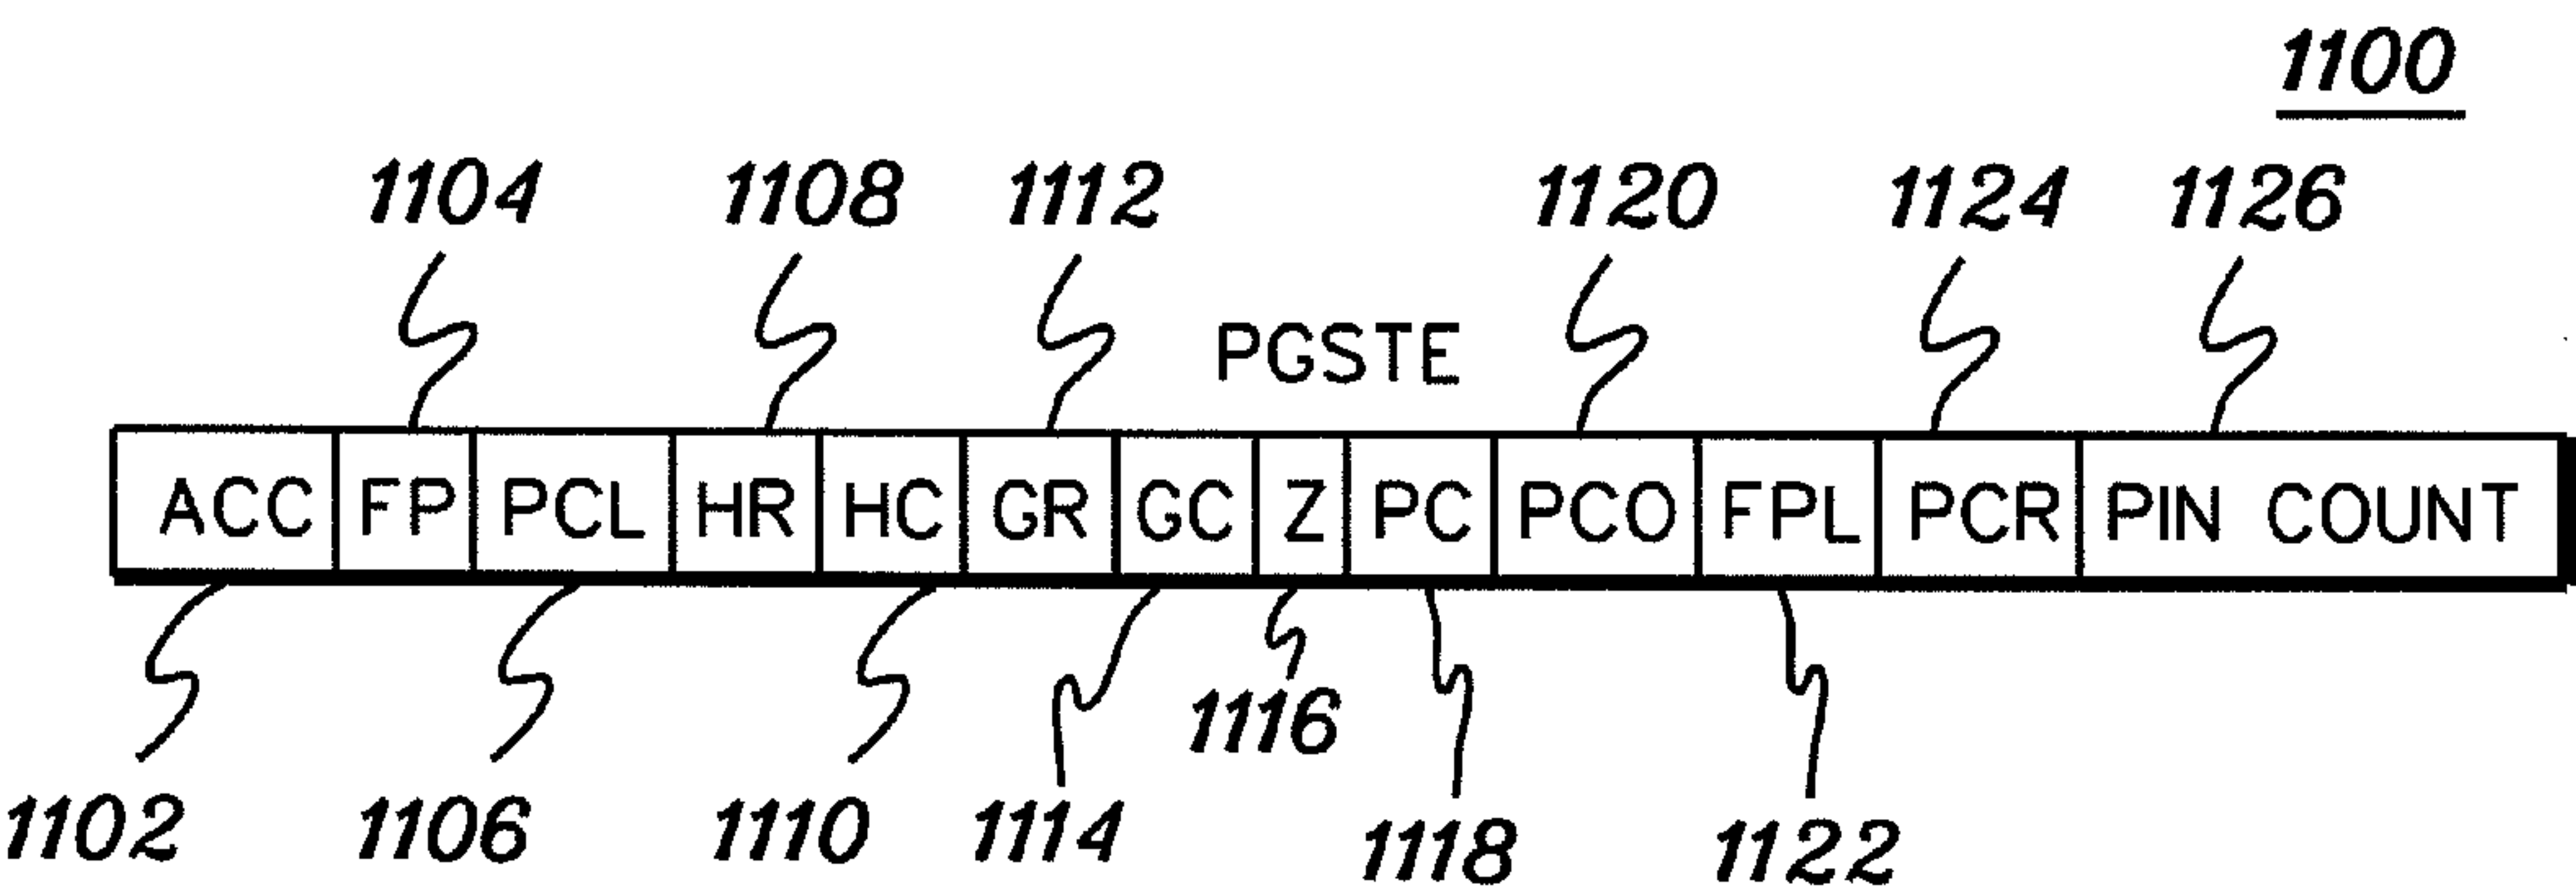 1100
1104 1108 1112 1120 1124 1126
PGSTE
ACC FP PCL HR HC GR GC Z PC PCO FPL PCR PIN COUNT
1116
1102 1106 1110 1114 1118 1122